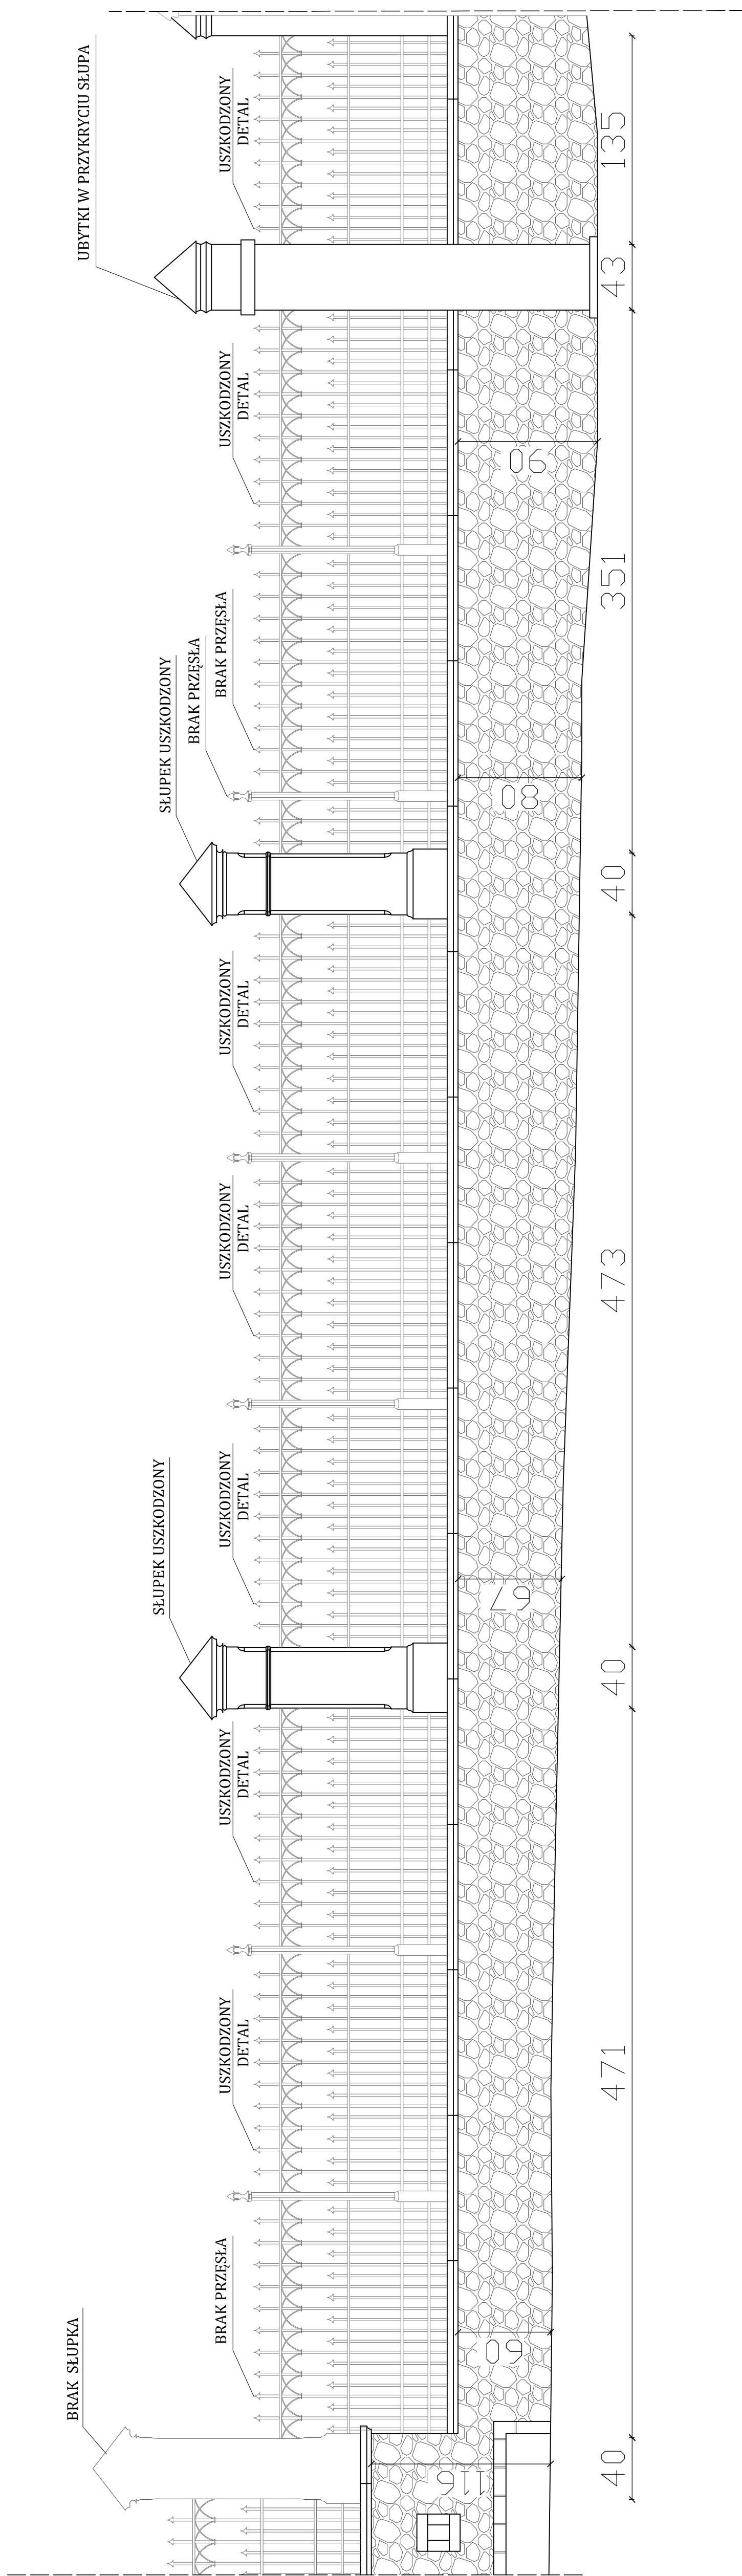 BRAK SŁUPKA
BRAK PRZĘSŁA
USZKODZONY
DETAL
USZKODZONY
DETAL
SŁUPEK USZKODZONY
USZKODZONY
DETAL
USZKODZONY
DETAL
USZKODZONY
DETAL
SŁUPEK USZKODZONY
BRAK PRZĘSŁA
BRAK PRZĘSŁA
USZKODZONY
DETAL
UBYTKI W PRZYKRYCIU SŁUPA
USZKODZONY
DETAL
116
60
67
80
90
40
471
40
473
40
351
43
135